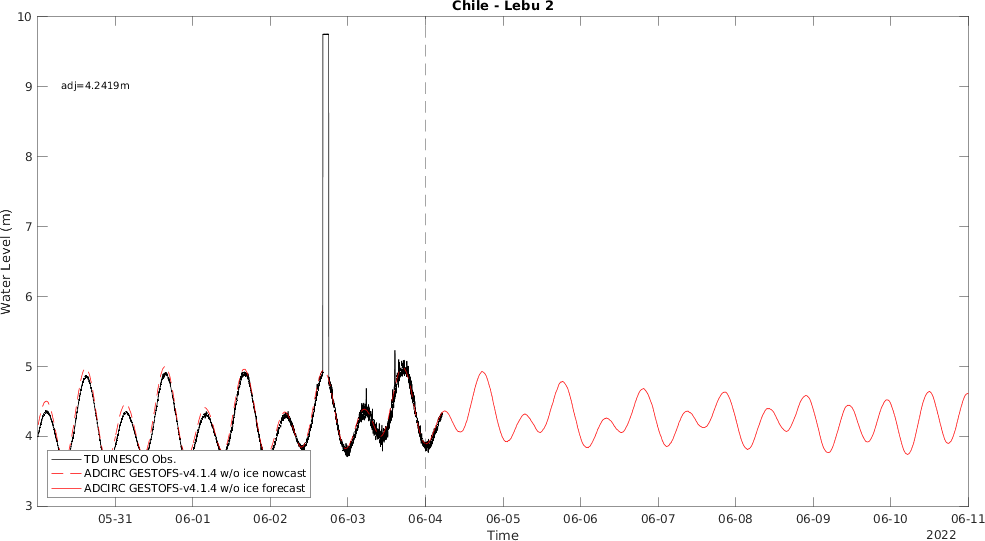 Chile - Lebu 2
Water Level (m)
10
9
8
7
6
5
4
3
adj=4.2419m
TD UNESCO Obs.
ADCIRC GESTOFS-v4.1.4 w/o ice nowcast
ADCIRC GESTOFS-v4.1.4 w/o ice forecast
05-31 06-01 06-02 06-03 06-04 06-05 06-06 06-07 06-08 06-09 06-10 06-11
Time
2022